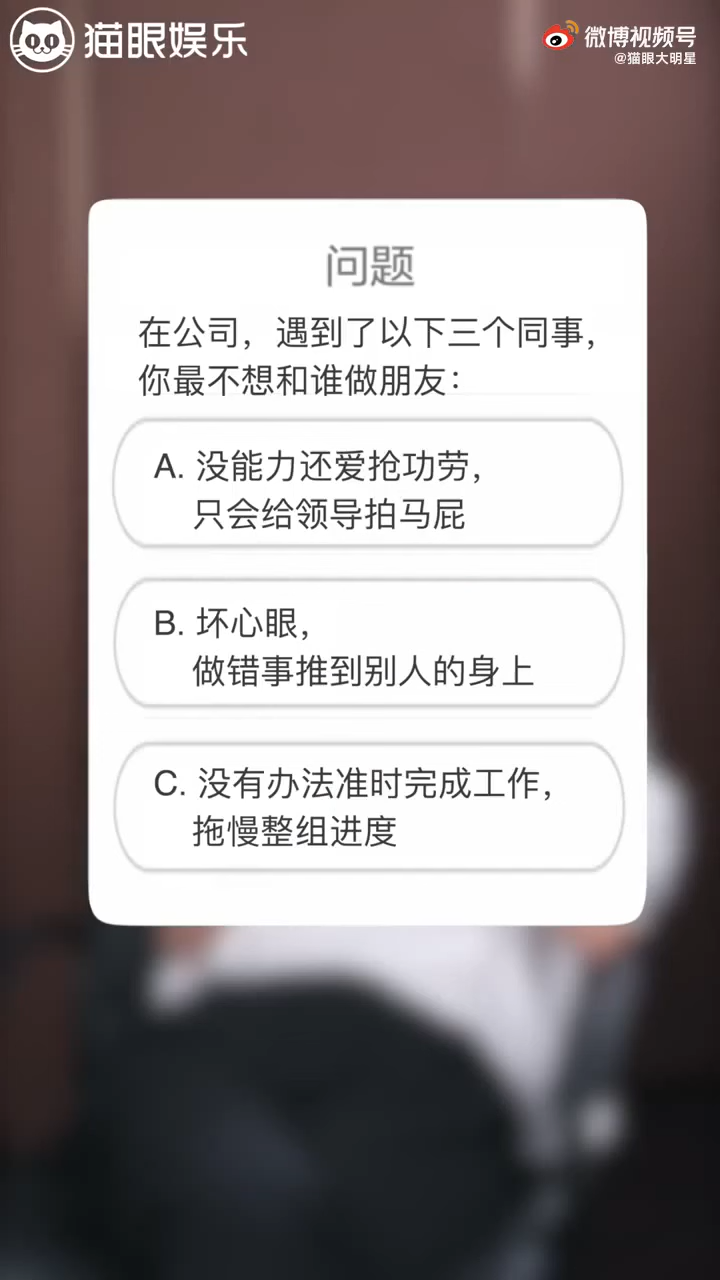 猫眼娱乐
微博视频号
@猫眼大明星
问题
在公司，遇到了以下三个同事，
你最不想和谁做朋友：
A. 没能力还爱抢功劳，
只会给领导拍马屁
B. 坏心眼，
做错事推到别人的身上
C. 没有办法准时完成工作，
拖慢整组进度